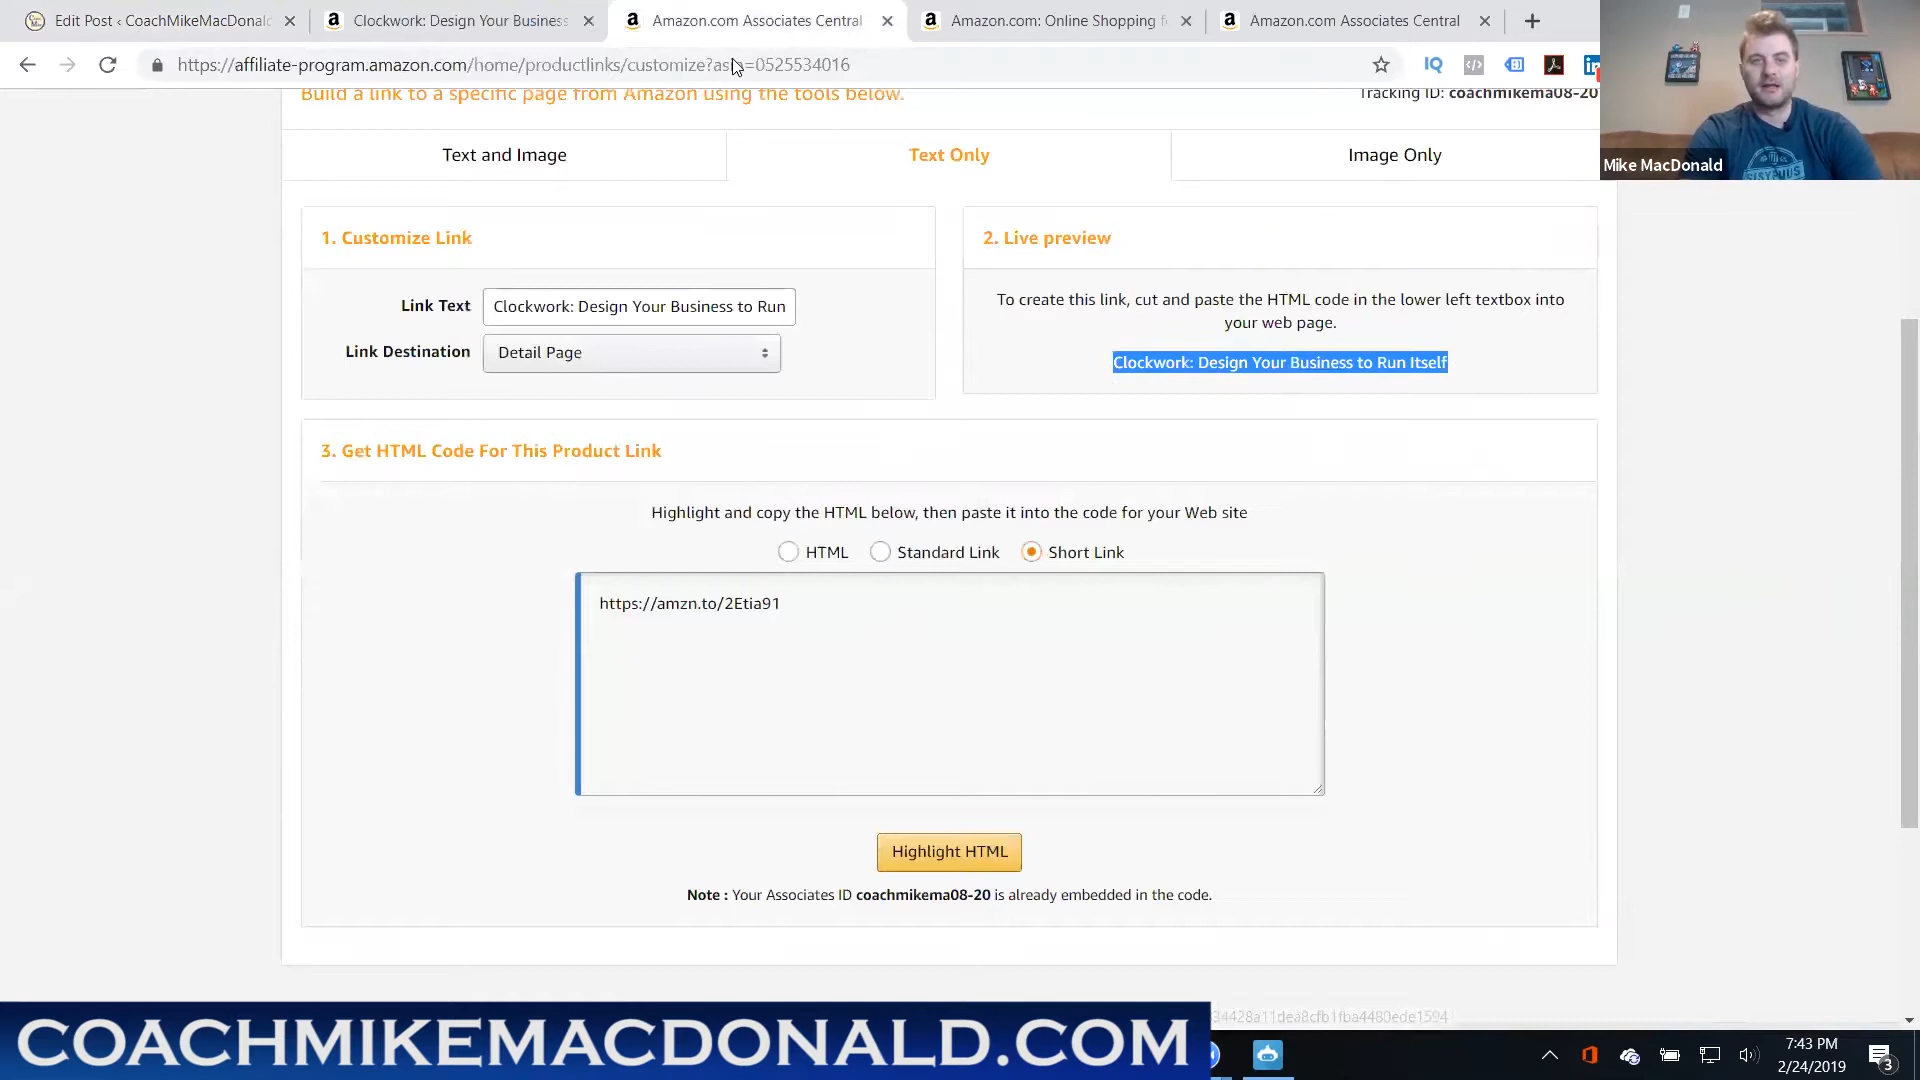 Edit Post ‹ CoachMikeMacDonal
Clockwork: Design Your Business
Amazon.com Associates Central
Amazon.com: Online Shopping f
Amazon.com Associates Central
https://affiliate-program.amazon.com/home/productlinks/customize?asin=0525534016
IQ
</>
in
Build a link to a specific page from Amazon using the tools below.
Tracking ID: coachmikema08-20
Mike MacDonald
Text and Image
Text Only
Image Only
1. Customize Link
2. Live preview
Link Text
Clockwork: Design Your Business to Run
Link Destination
Detail Page
To create this link, cut and paste the HTML code in the lower left textbox into
your web page.
Clockwork: Design Your Business to Run Itself
3. Get HTML Code For This Product Link
Highlight and copy the HTML below, then paste it into the code for your Web site
HTML
Standard Link
Short Link
https://amzn.to/2Etia91
Highlight HTML
Note : Your Associates ID coachmikema08-20 is already embedded in the code.
34428a11dea8cfb1fba4480ede1594
COACHMIKEMACDONALD.COM
7:43 PM
2/24/2019
3